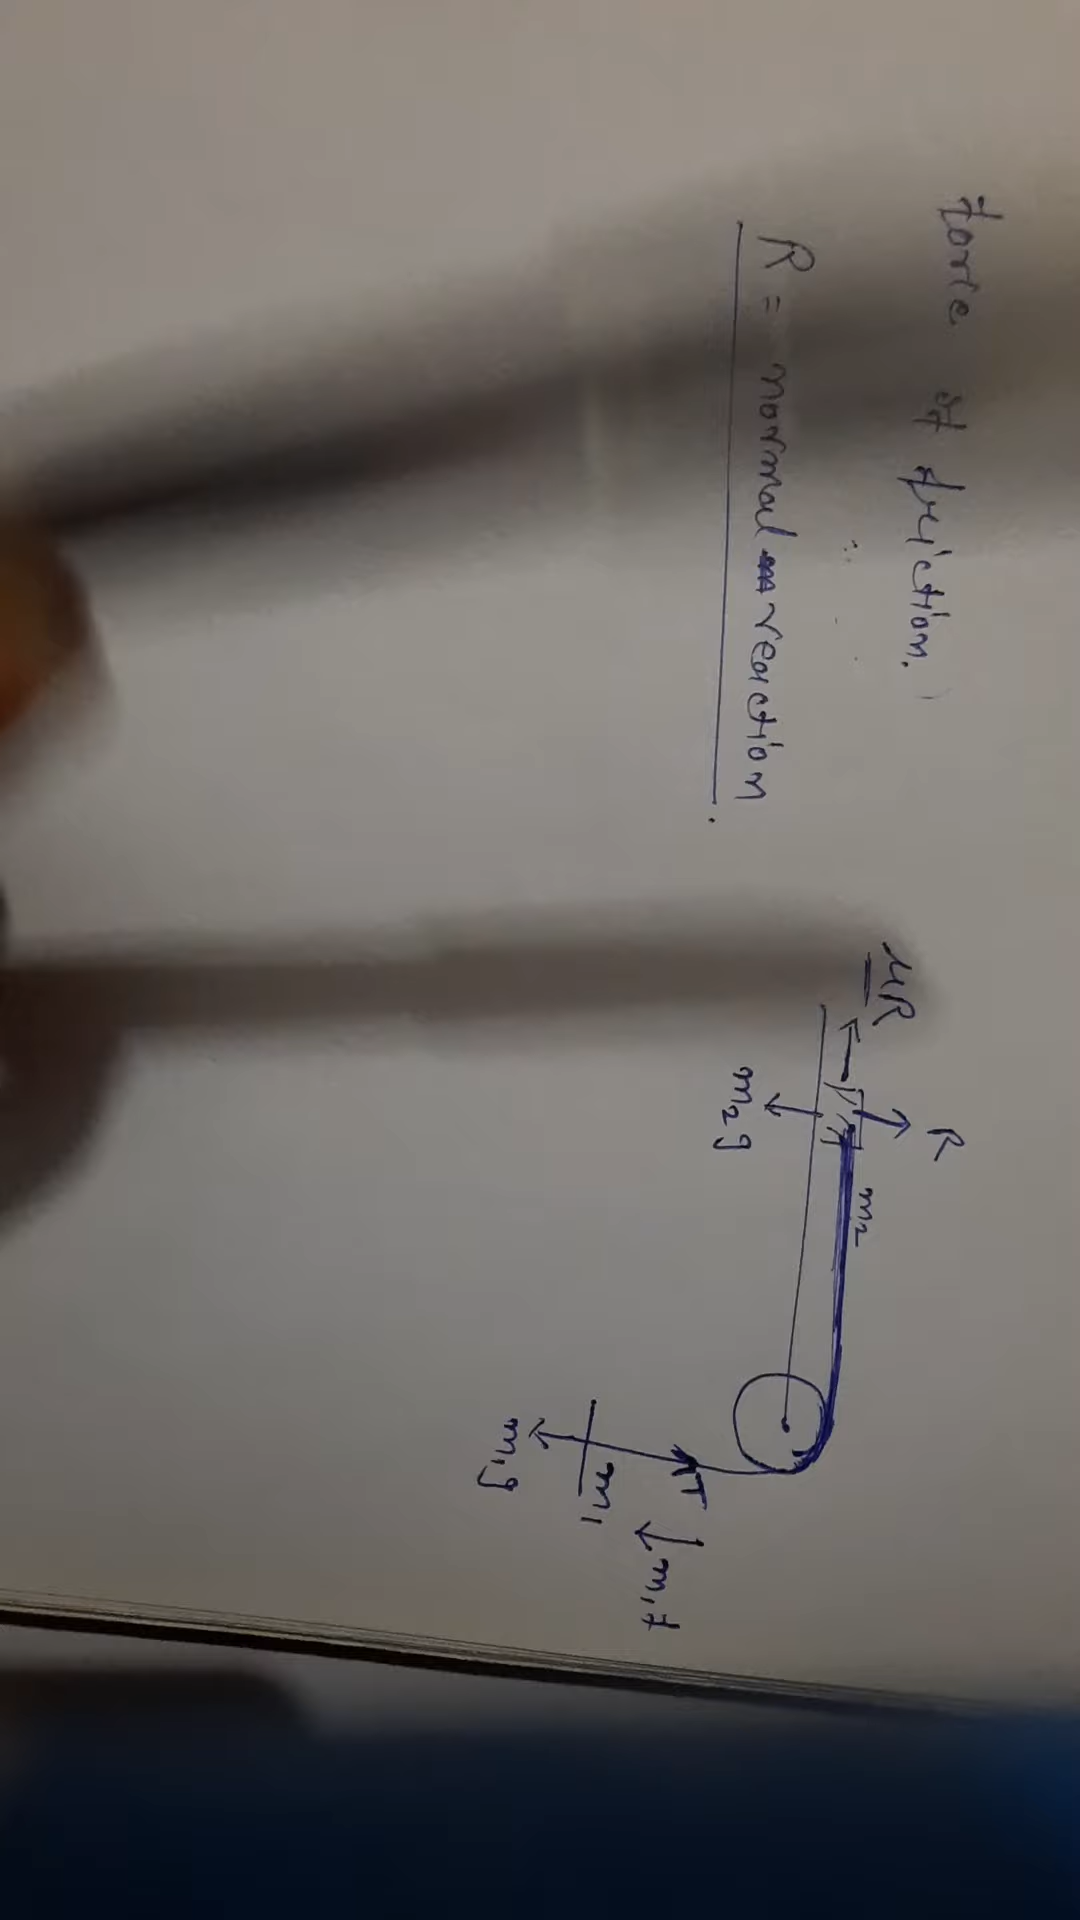 force of friction.
R = normal reaction.
μR
R
m2
m2g
T
m1f
m1
m1g